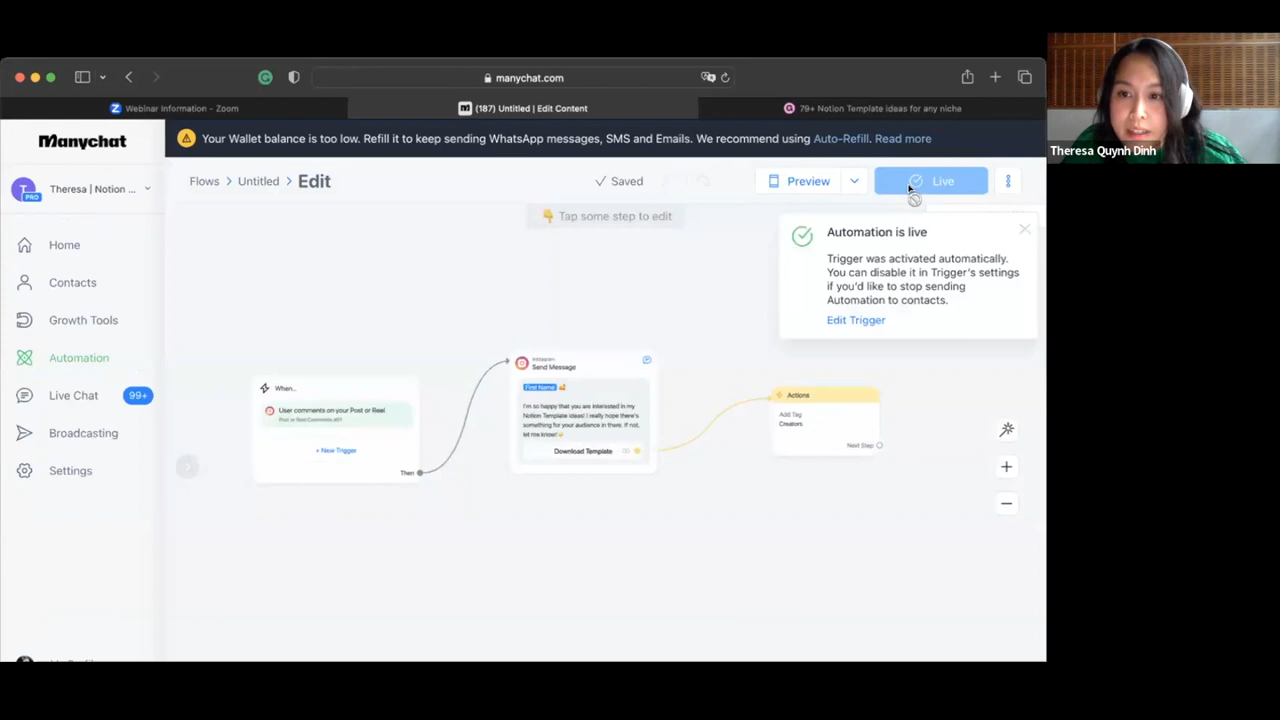 manychat.com
Webinar Information - Zoom
(187) Untitled | Edit Content
79+ Notion Template ideas for any niche
Theresa Quynh Dinh
Manychat
Your Wallet balance is too low. Refill it to keep sending WhatsApp messages, SMS and Emails. We recommend using Auto-Refill. Read more
Theresa | Notion ...
PRO
Flows > Untitled > Edit
Saved
Preview
Live
👇 Tap some step to edit
Automation is live
Trigger was activated automatically.
You can disable it in Trigger's settings
if you'd like to stop sending
Automation to contacts.
Edit Trigger
Home
Contacts
Growth Tools
Automation
Live Chat
99+
Broadcasting
Settings
When...
User comments on your Post or Reel
+ New Trigger
Then
Instagram
Send Message
First Name
I'm so happy that you are interested in my
Notion Template ideas! I really hope there's
something for your audience in there. If not,
let me know!
Download Template
Actions
Add Tag
Creators
Next Step